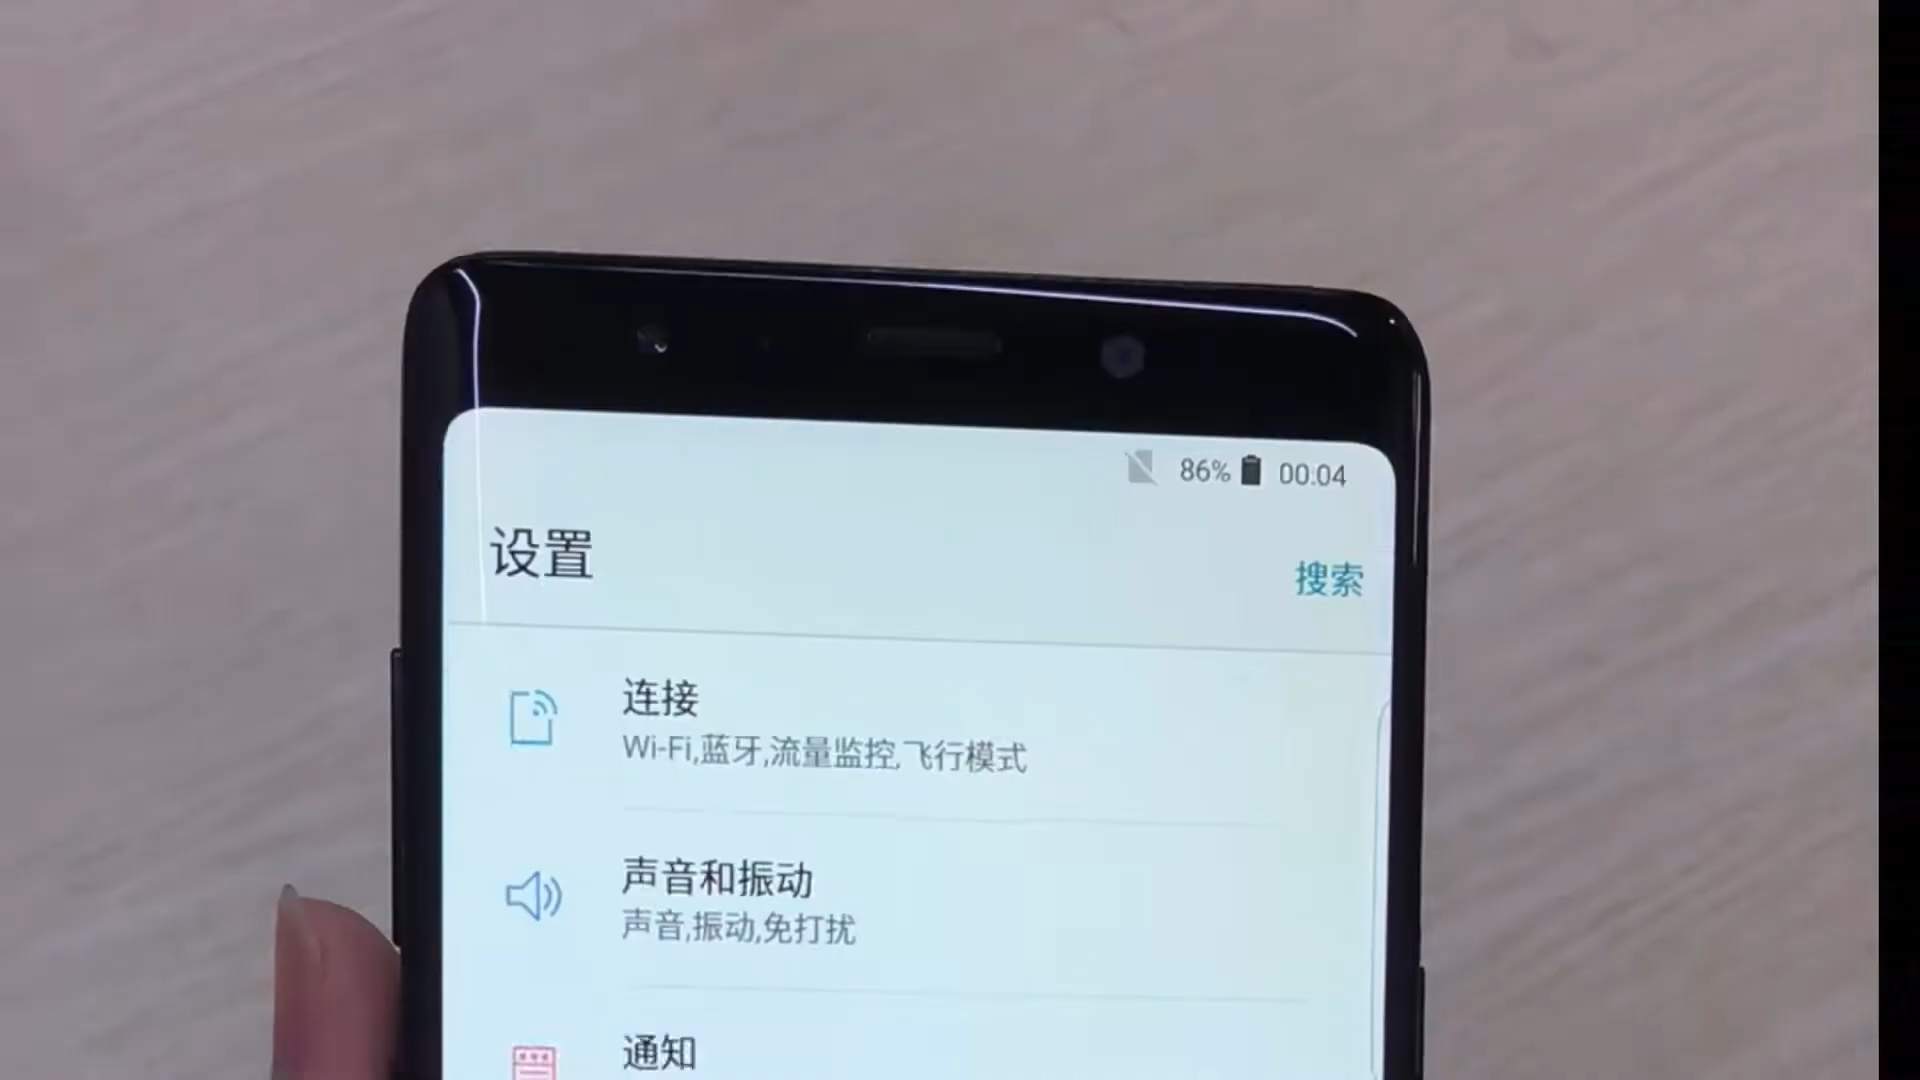 86% 00:04
设置
搜索
连接
Wi-Fi,蓝牙,流量监控,飞行模式
声音和振动
声音,振动,免打扰
通知